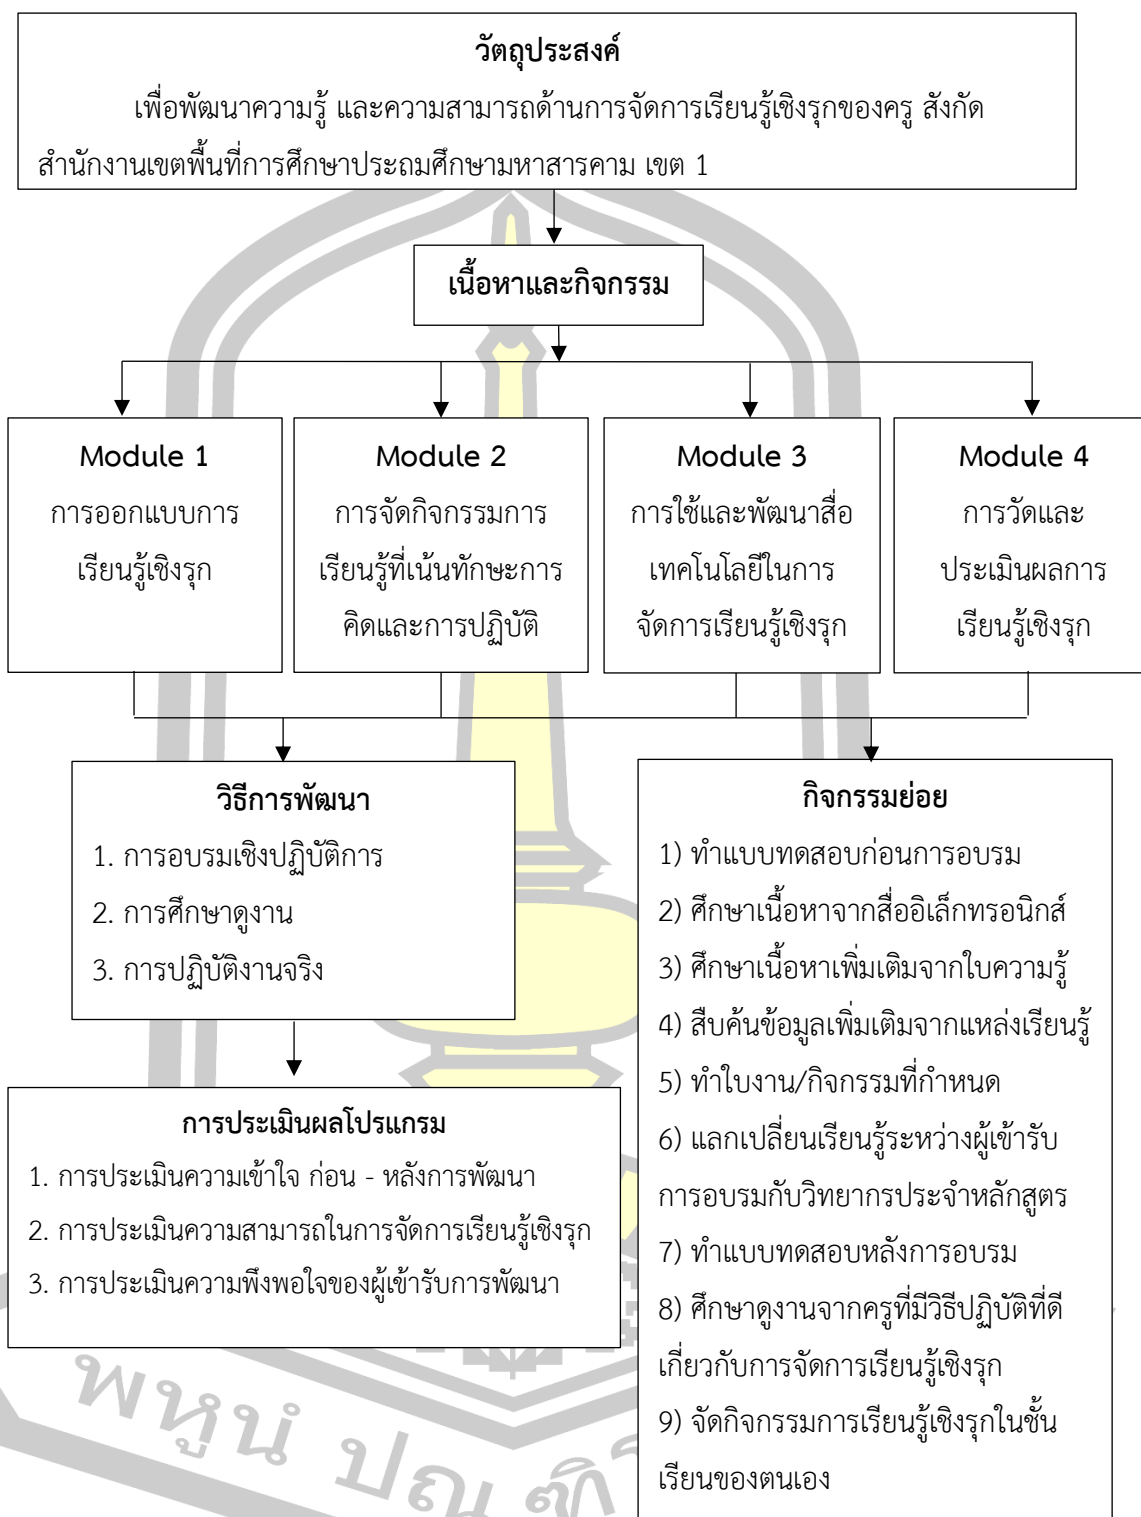 วัตถุประสงค์
เพื่อพัฒนาความรู้ และความสามารถด้านการจัดการเรียนรู้เชิงรุกของครู สังกัด
สำนักงานเขตพื้นที่การศึกษาประถมศึกษามหาสารคาม เขต 1
เนื้อหาและกิจกรรม
Module 1
การออกแบบการ
เรียนรู้เชิงรุก
Module 2
การจัดกิจกรรมการ
เรียนรู้ที่เน้นทักษะการ
คิดและการปฏิบัติ
Module 3
การใช้และพัฒนาสื่อ
เทคโนโลยีในการ
จัดการเรียนรู้เชิงรุก
Module 4
การวัดและ
ประเมินผลการ
เรียนรู้เชิงรุก
วิธีการพัฒนา
1. การอบรมเชิงปฏิบัติการ
2. การศึกษาดูงาน
3. การปฏิบัติงานจริง
การประเมินผลโปรแกรม
1. การประเมินความเข้าใจ ก่อน - หลังการพัฒนา
2. การประเมินความสามารถในการจัดการเรียนรู้เชิงรุก
3. การประเมินความพึงพอใจของผู้เข้ารับการพัฒนา
กิจกรรมย่อย
1) ทำแบบทดสอบก่อนการอบรม
2) ศึกษาเนื้อหาจากสื่ออิเล็กทรอนิกส์
3) ศึกษาเนื้อหาเพิ่มเติมจากใบความรู้
4) สืบค้นข้อมูลเพิ่มเติมจากแหล่งเรียนรู้
5) ทำใบงาน/กิจกรรมที่กำหนด
6) แลกเปลี่ยนเรียนรู้ระหว่างผู้เข้ารับ
การอบรมกับวิทยากรประจำหลักสูตร
7) ทำแบบทดสอบหลังการอบรม
8) ศึกษาดูงานจากครูที่มีวิธีปฏิบัติที่ดี
เกี่ยวกับการจัดการเรียนรู้เชิงรุก
9) จัดกิจกรรมการเรียนรู้เชิงรุกในชั้น
เรียนของตนเอง
พหูนํ ปณ